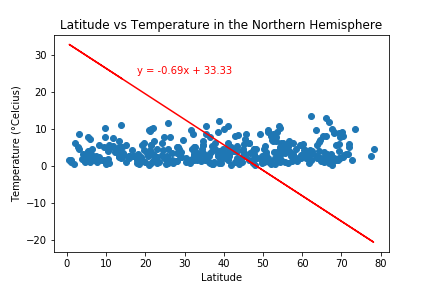 Latitude vs Temperature in the Northern Hemisphere
y = -0.69x + 33.33
Temperature (°Celcius)
30
20
10
0
−10
−20
0 10 20 30 40 50 60 70 80
Latitude